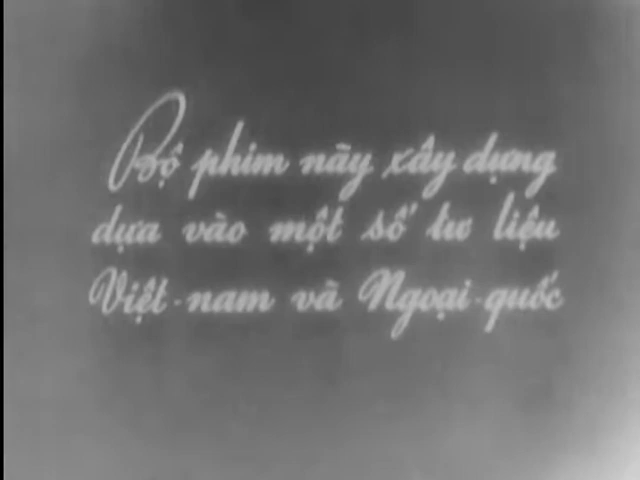 Bộ phim này xây dựng
dựa vào một số tư liệu
Việt-nam và Ngoại-quốc